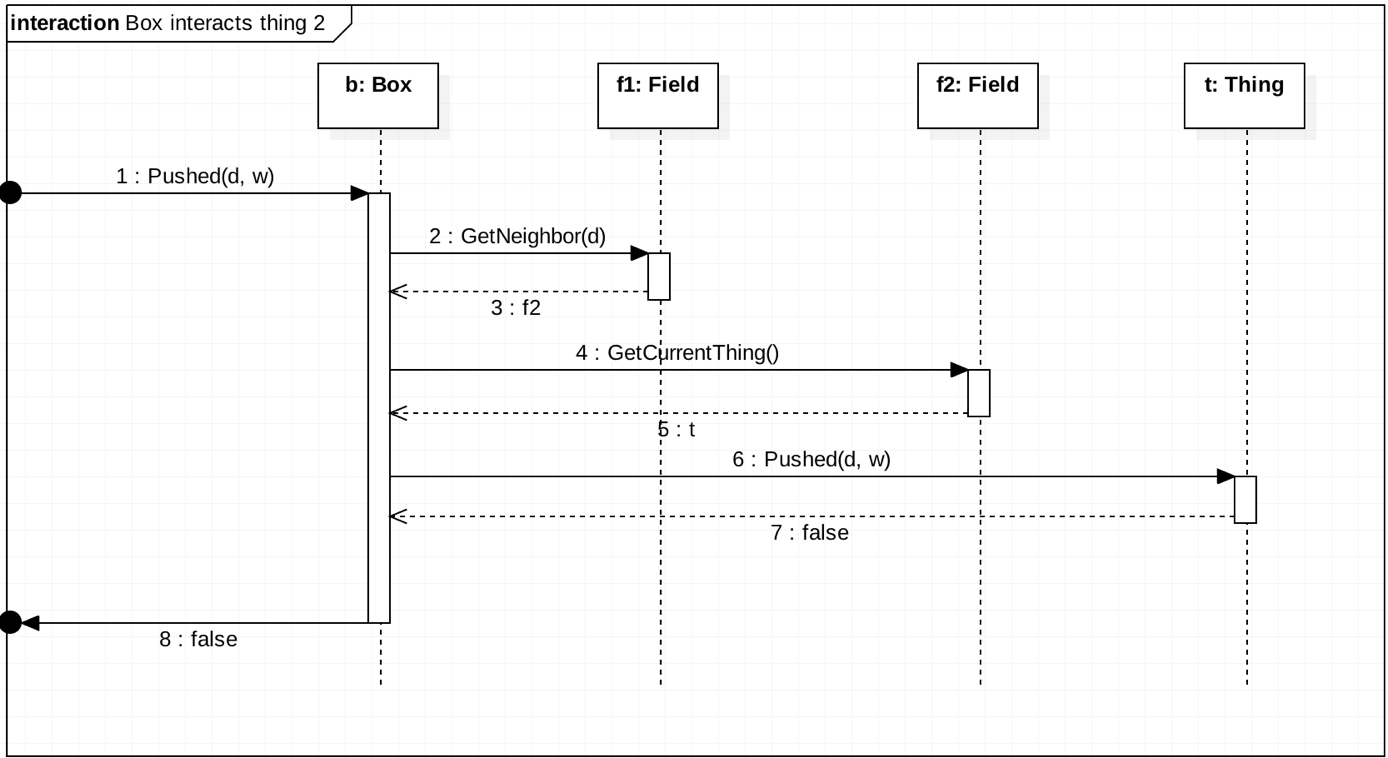 interaction Box interacts thing 2
b: Box
f1: Field
f2: Field
t: Thing
1 : Pushed(d, w)
2 : GetNeighbor(d)
3 : f2
4 : GetCurrentThing()
5 : t
6 : Pushed(d, w)
7 : false
8 : false